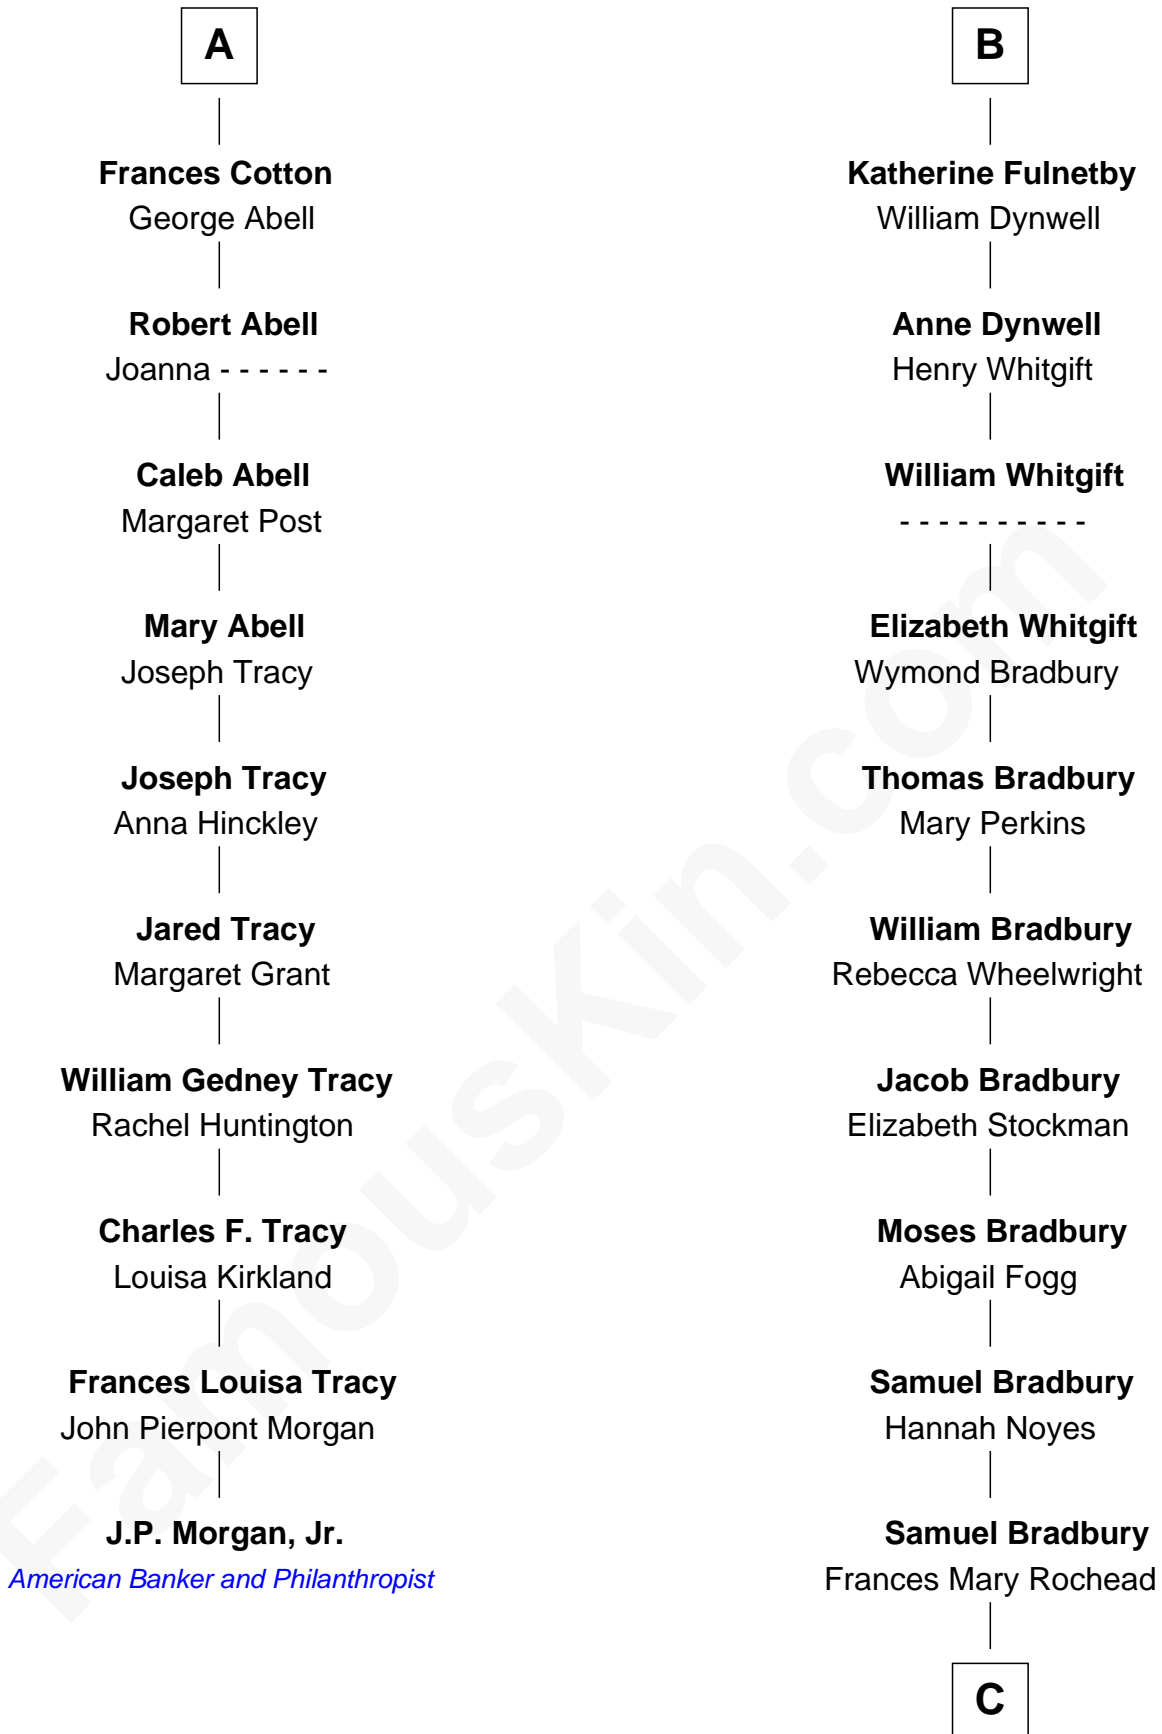 A
Frances Cotton
George Abell
Robert Abell
Joanna - - - - - -
Caleb Abell
Margaret Post
Mary Abell
Joseph Tracy
Joseph Tracy
Anna Hinckley
Jared Tracy
Margaret Grant
William Gedney Tracy
Rachel Huntington
Charles F. Tracy
Louisa Kirkland
Frances Louisa Tracy
John Pierpont Morgan
J.P. Morgan, Jr.
American Banker and Philanthropist
B
Katherine Fulnetby
William Dynwell
Anne Dynwell
Henry Whitgift
William Whitgift
- - - - - - - - - -
Elizabeth Whitgift
Wymond Bradbury
Thomas Bradbury
Mary Perkins
William Bradbury
Rebecca Wheelwright
Jacob Bradbury
Elizabeth Stockman
Moses Bradbury
Abigail Fogg
Samuel Bradbury
Hannah Noyes
Samuel Bradbury
Frances Mary Rochead
C
FamousKin.com